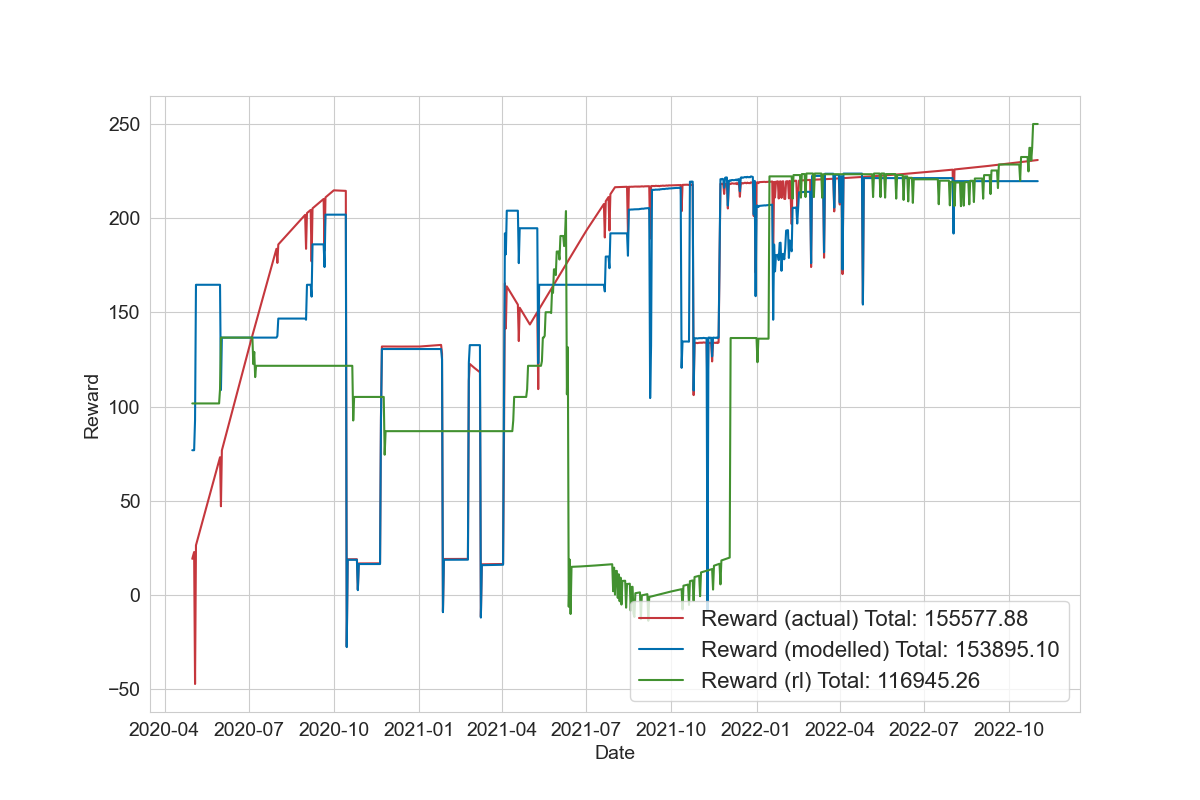 250
200
150
100
50
0
−50
Reward
Reward (actual) Total: 155577.88
Reward (modelled) Total: 153895.10
Reward (rl) Total: 116945.26
2020-04 2020-07 2020-10 2021-01 2021-04 2021-07 2021-10 2022-01 2022-04 2022-07 2022-10
Date